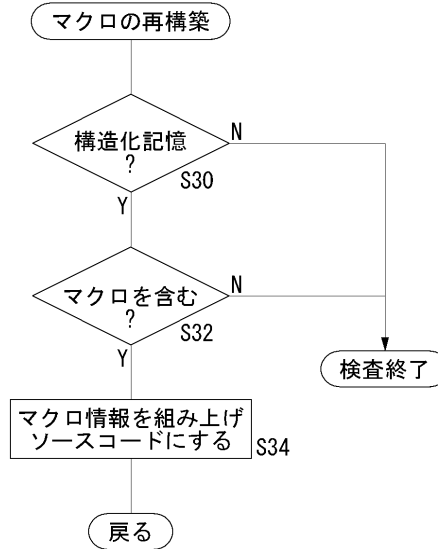 マクロの再構築
構造化記憶
?
N
S30
Y
マクロを含む
?
N
S32
Y
検査終了
マクロ情報を組み上げ
ソースコードにする
S34
戻る